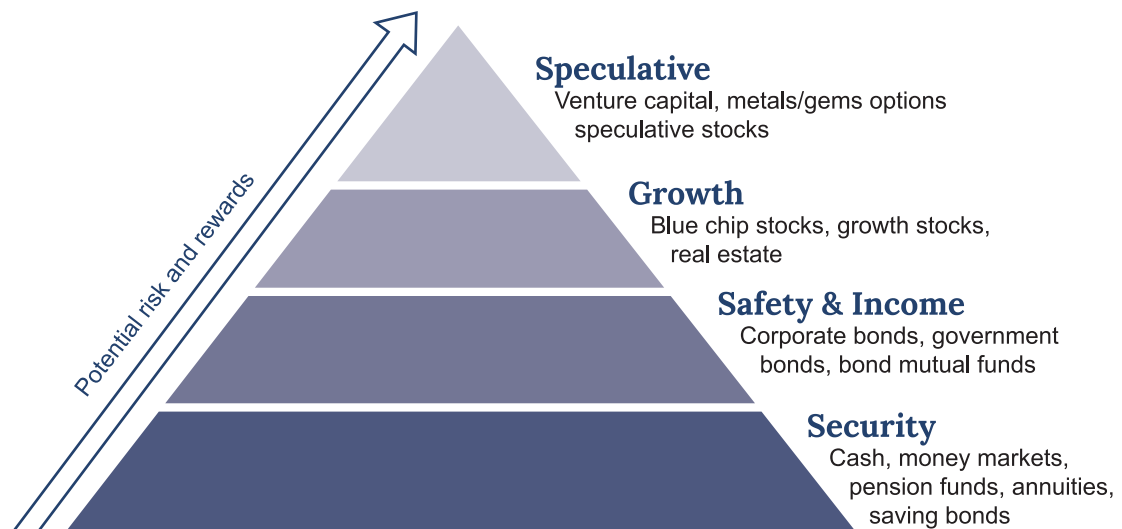 Speculative
Venture capital, metals/gems options
speculative stocks
Potential risk and rewards
Growth
Blue chip stocks, growth stocks,
real estate
Safety & Income
Corporate bonds, government
bonds, bond mutual funds
Security
Cash, money markets,
pension funds, annuities,
saving bonds